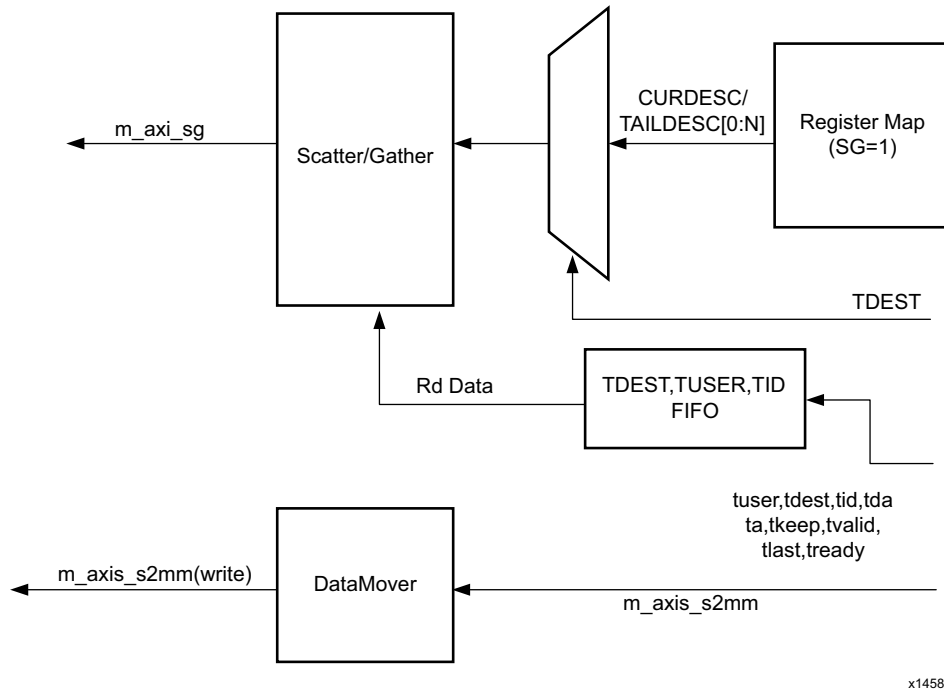 m_axi_sg
Scatter/Gather
CURDESC/
TAILDESC[0:N]
Register Map
(SG=1)
TDEST
Rd Data
TDEST,TUSER,TID
FIFO
tuser,tdest,tid,tda
ta,tkeep,tvalid,
tlast,tready
m_axis_s2mm(write)
DataMover
m_axis_s2mm
x1458